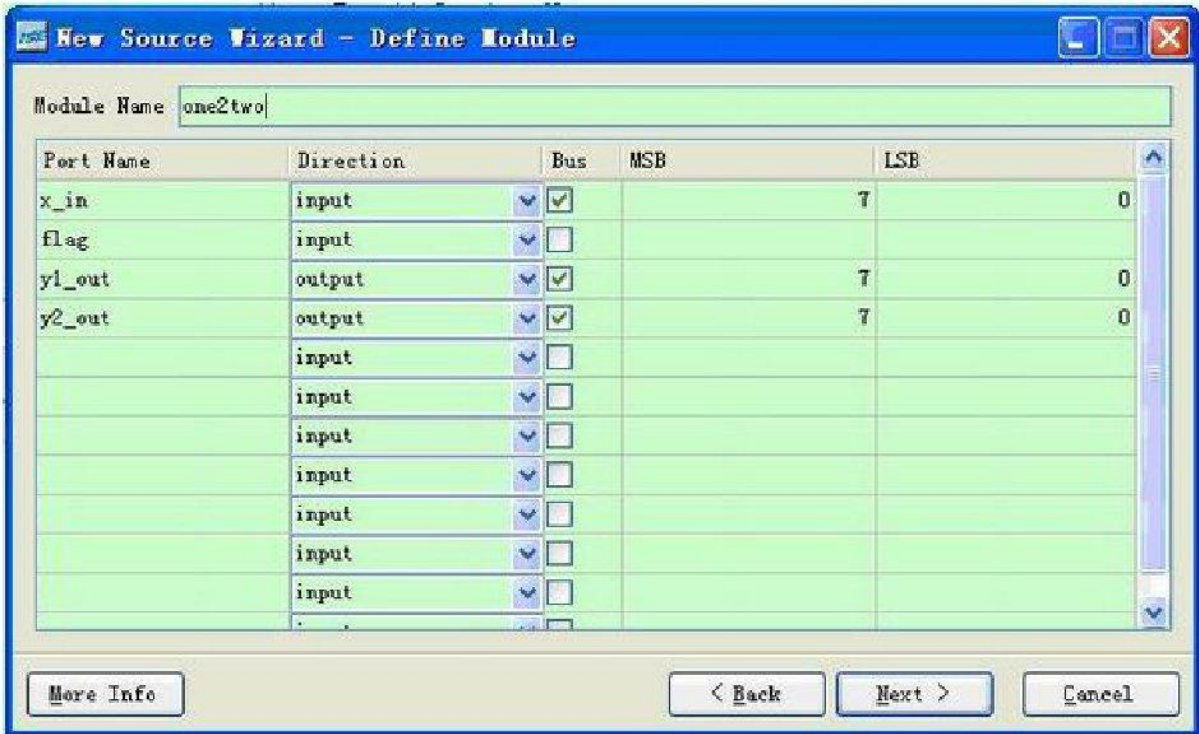 New Source Wizard - Define Module
Module Name one2two
Port Name Direction Bus MSB LSB
x_in input 7 0
flag input
y1_out output 7 0
y2_out output 7 0
input
input
input
input
input
input
input
More Info < Back Next > Cancel